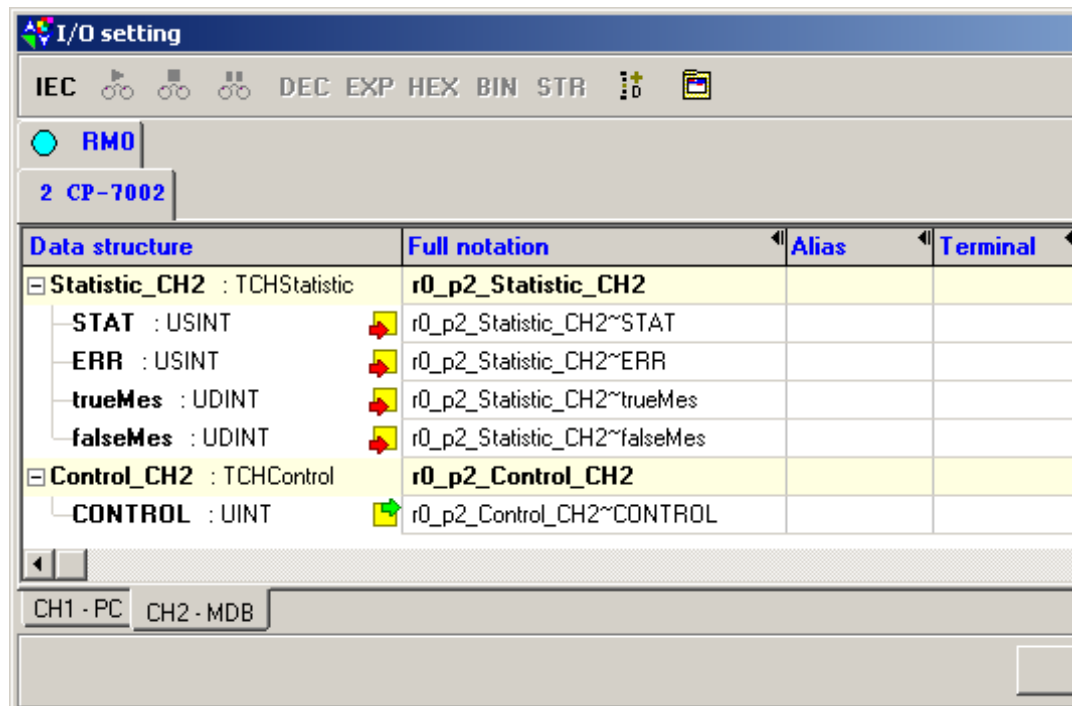 I/O setting
IEC DEC EXP HEX BIN STR D
RM0
2 CP-7002
Data structure Full notation Alias Terminal
Statistic_CH2 : TCHStatistic r0_p2_Statistic_CH2
STAT : USINT r0_p2_Statistic_CH2~STAT
ERR : USINT r0_p2_Statistic_CH2~ERR
trueMes : UDINT r0_p2_Statistic_CH2~trueMes
falseMes : UDINT r0_p2_Statistic_CH2~falseMes
Control_CH2 : TCHControl r0_p2_Control_CH2
CONTROL : UINT r0_p2_Control_CH2~CONTROL
CH1 - PC CH2 - MDB